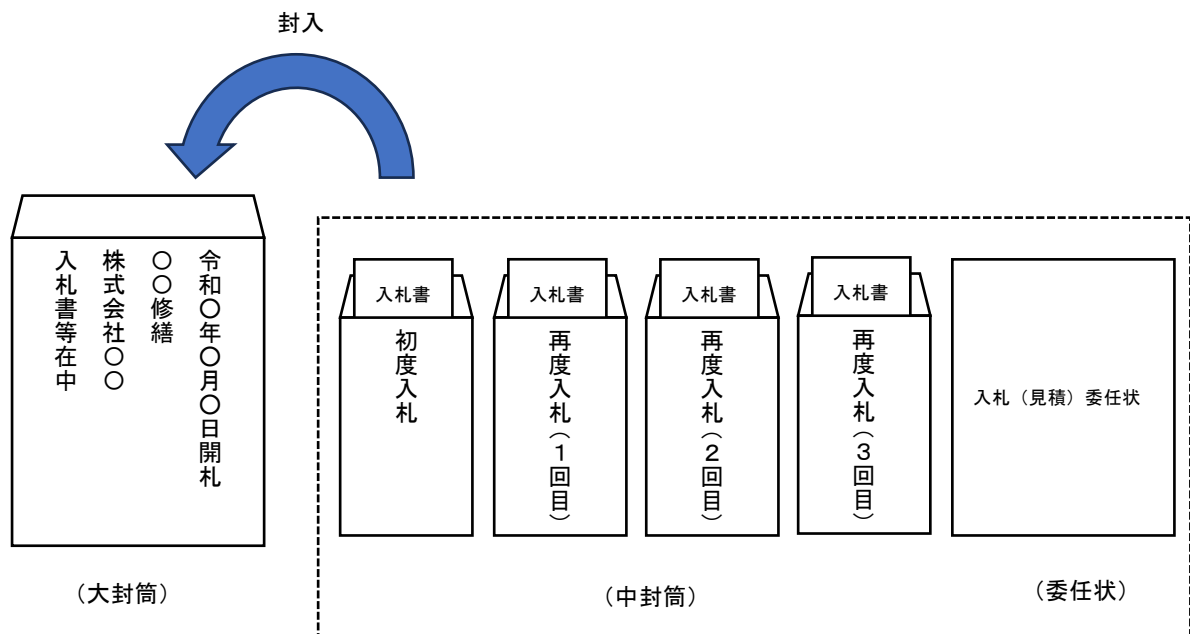 封入
令和〇年〇月〇日開札
〇〇修繕
株式会社〇〇
入札書等在中
入札書
初度入札
入札書
再度入札(1回目)
入札書
再度入札(2回目)
入札書
再度入札(3回目)
入札(見積)委任状
(大封筒)
(中封筒)
(委任状)